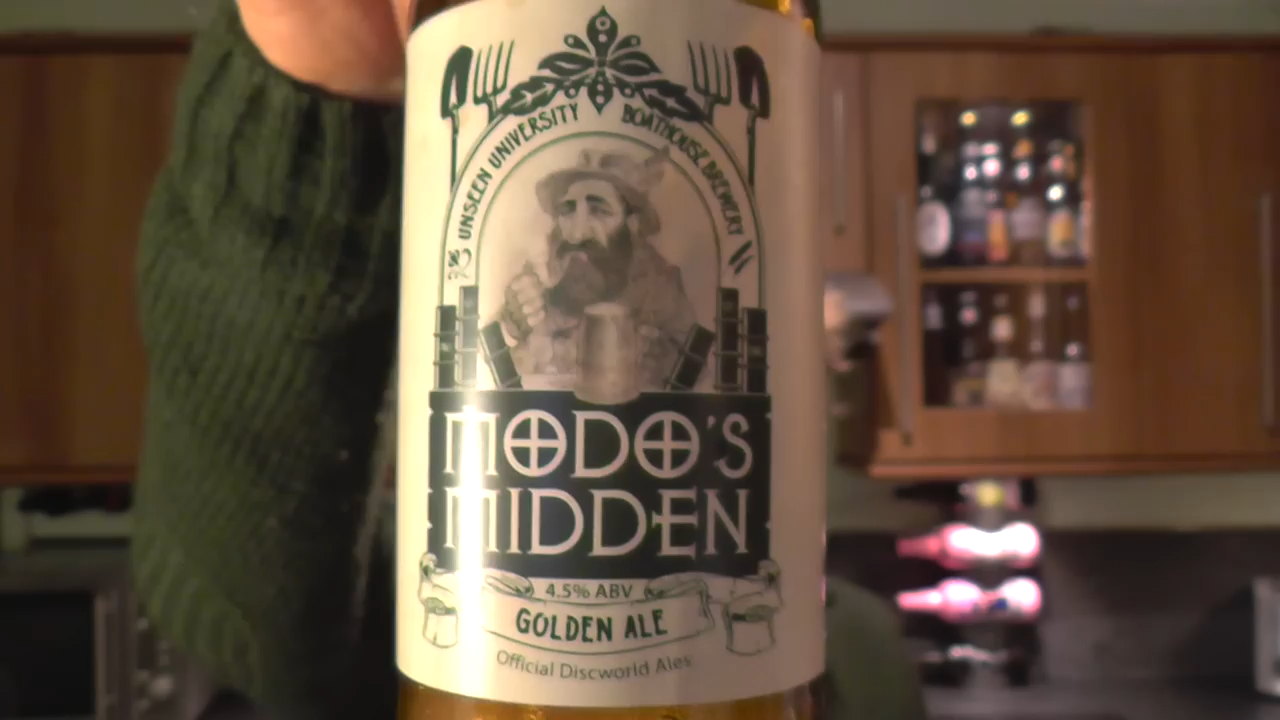 UNSEEN UNIVERSITY BOATHOUSE BREWERY
MODO'S
MIDDEN
4.5% ABV
GOLDEN ALE
Official Discworld Ales